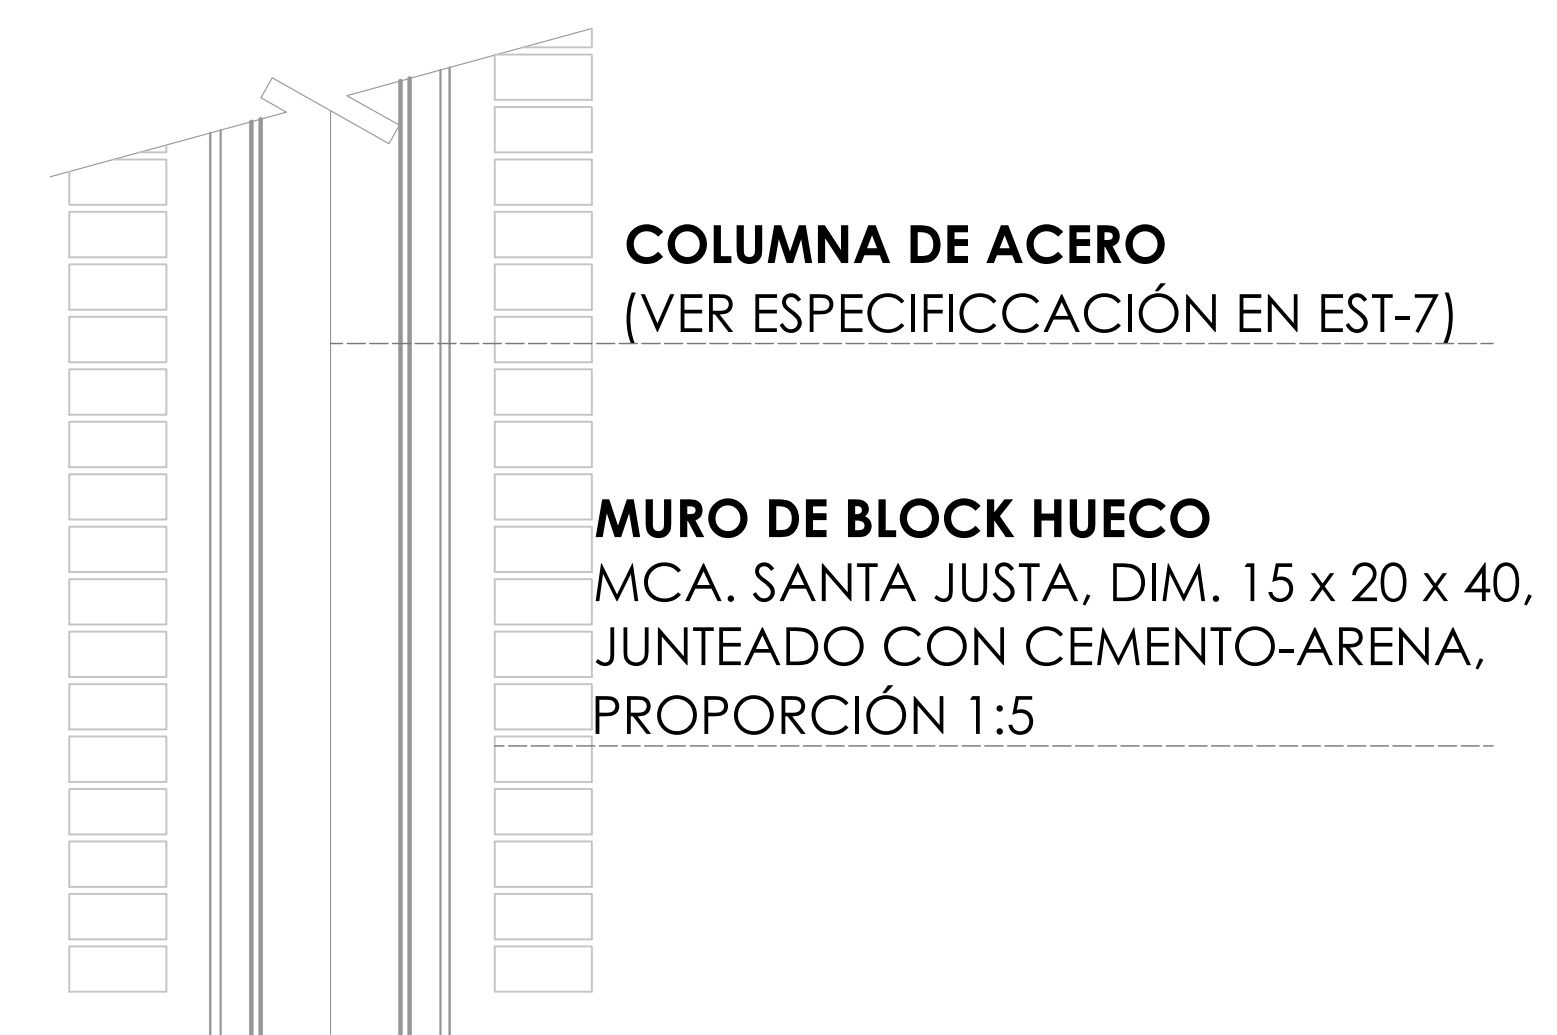 COLUMNA DE ACERO
(VER ESPECIFICCACIÓN EN EST-7)
MURO DE BLOCK HUECO
MCA. SANTA JUSTA, DIM. 15 x 20 x 40,
JUNTEADO CON CEMENTO-ARENA,
PROPORCIÓN 1:5